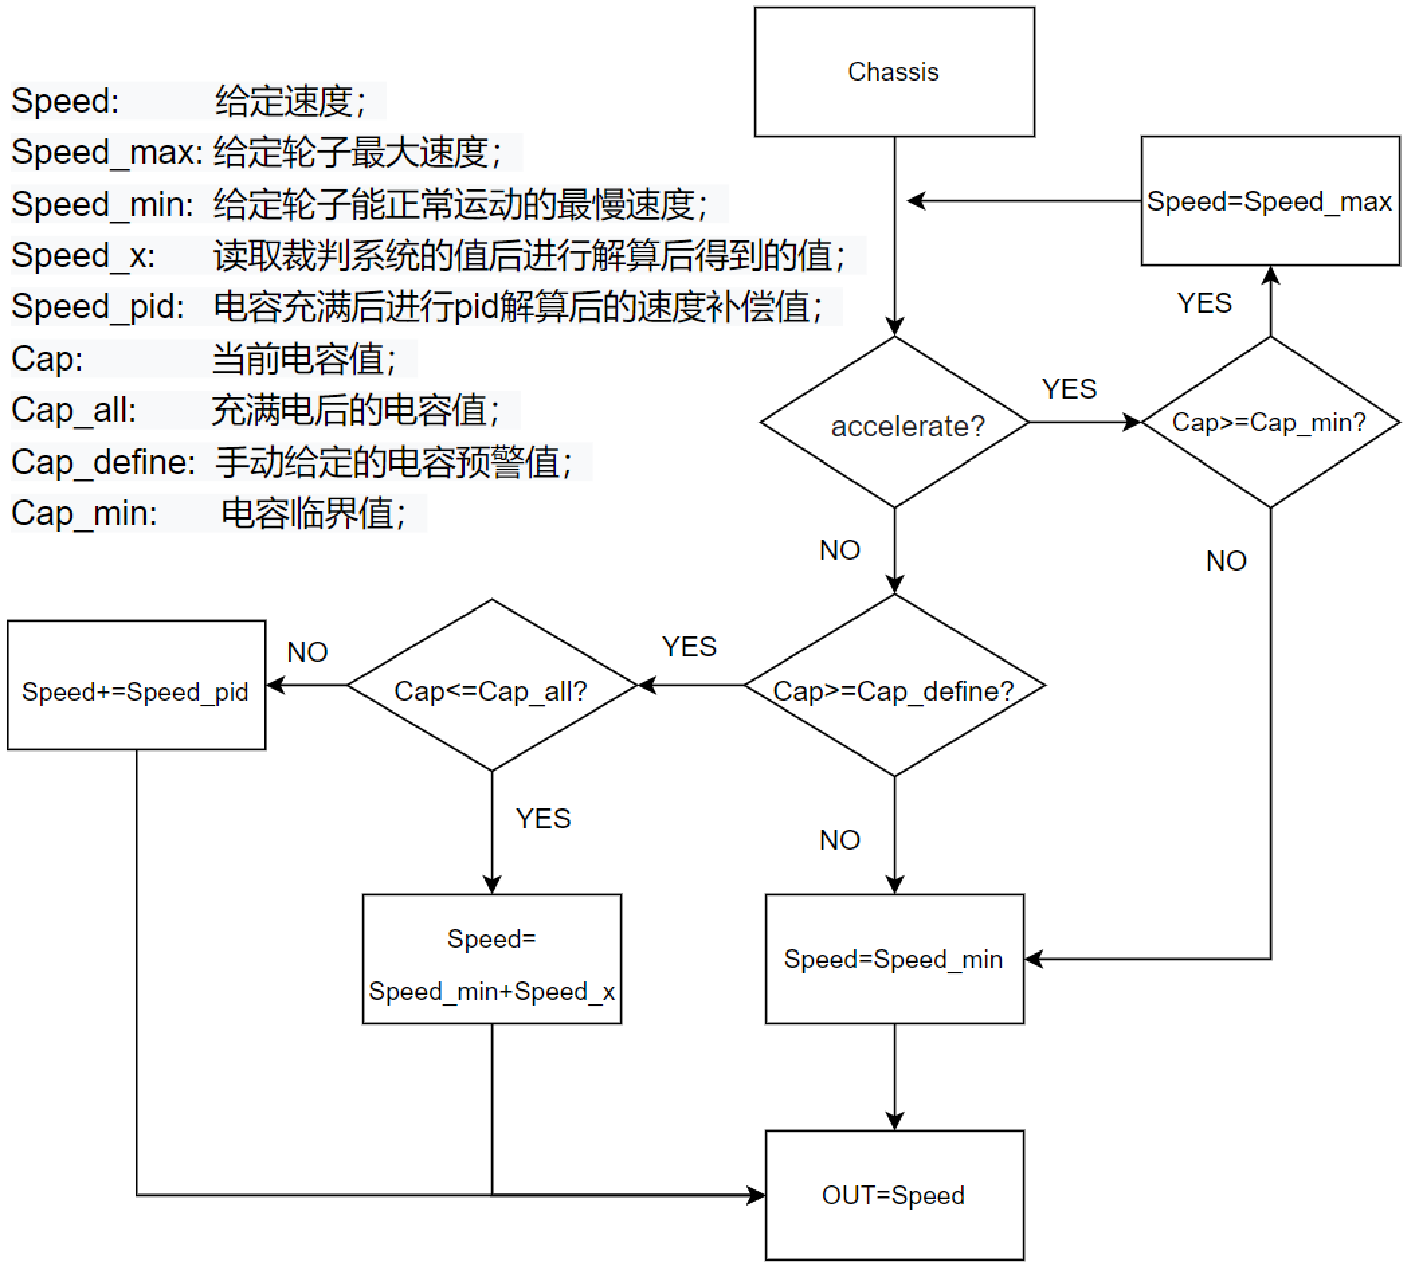 Chassis
Speed: 给定速度；
Speed_max: 给定轮子最大速度；
Speed_min: 给定轮子能正常运动的最慢速度；
Speed_x: 读取裁判系统的值后进行解算后得到的值；
Speed_pid: 电容充满后进行pid解算后的速度补偿值；
Cap: 当前电容值；
Cap_all: 充满电后的电容值；
Cap_define: 手动给定的电容预警值；
Cap_min: 电容临界值；
Speed=Speed_max
YES
accelerate?
YES
Cap>=Cap_min?
NO
NO
Cap>=Cap_define?
YES
Cap<=Cap_all?
NO
Speed+=Speed_pid
YES
NO
Speed=
Speed_min+Speed_x
Speed=Speed_min
OUT=Speed